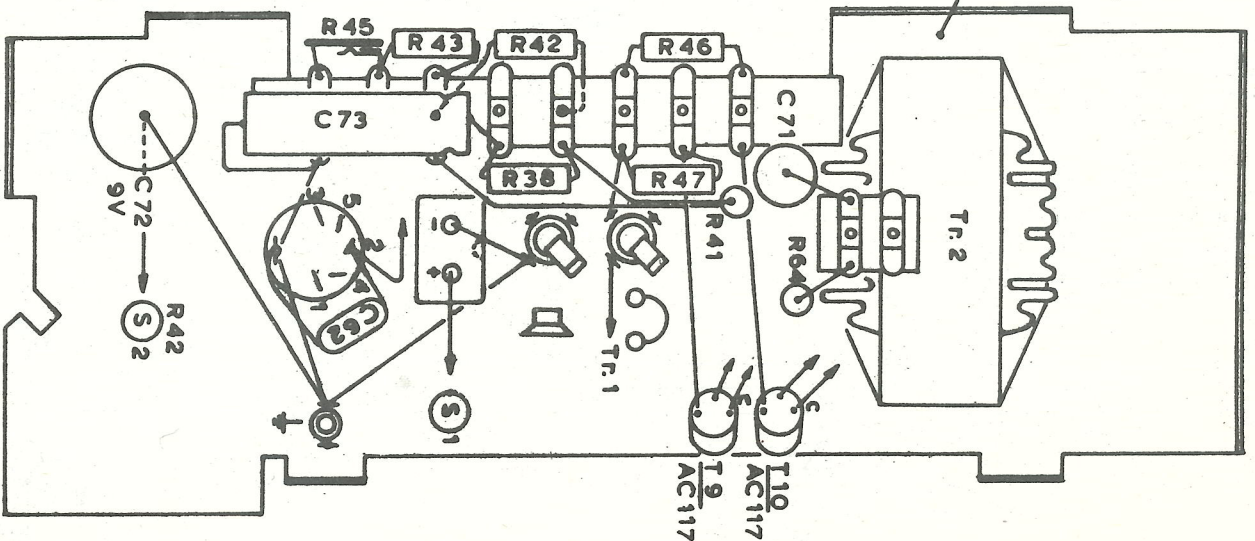 R45
R43
R42
R46
C73
C71
R38
R47
C72
9V
3
5
2
4
1
−
+
R41
R64
Tr.2
C62
R42
S
2
Tr.1
S
1
C
C
T9
AC117
T10
AC117